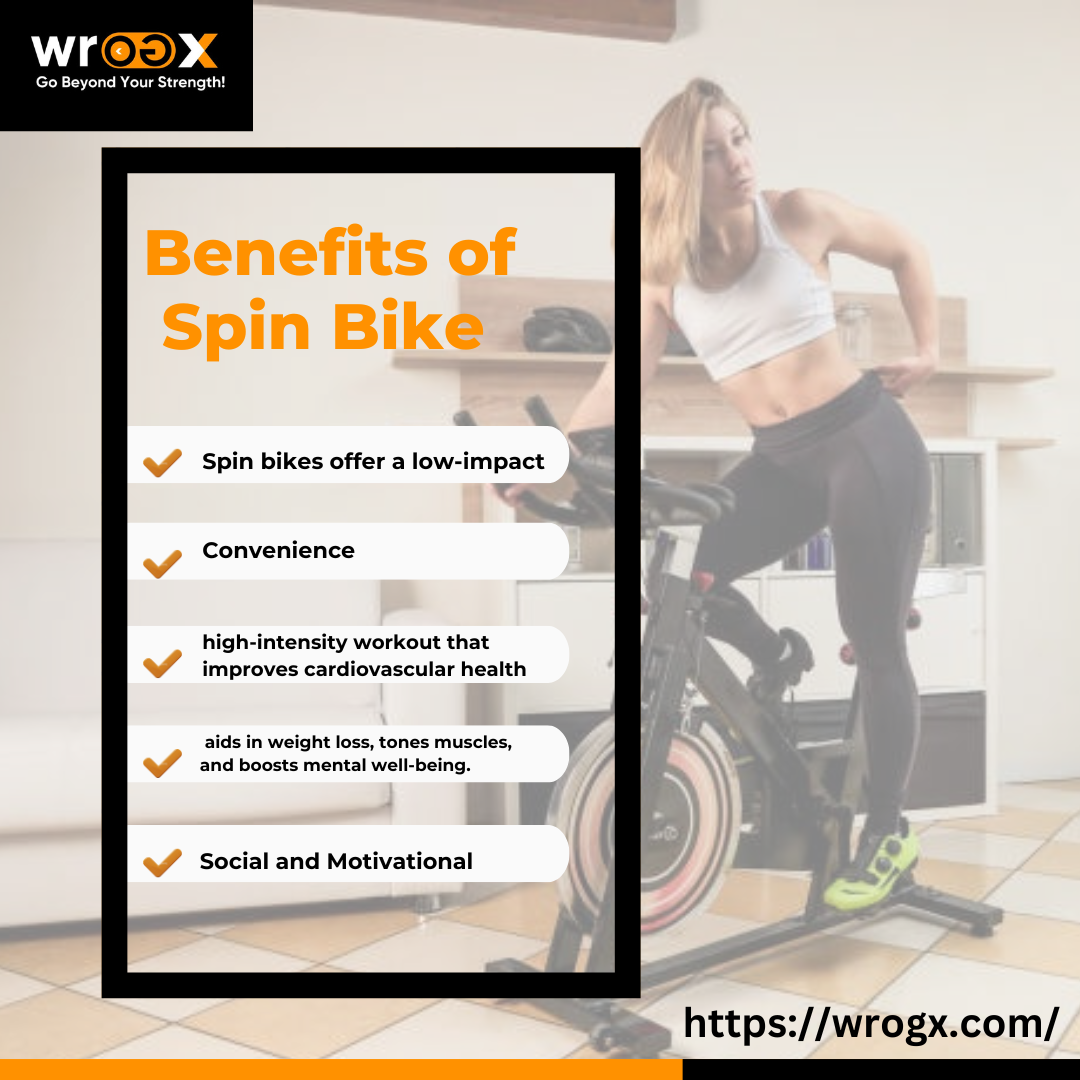 wrogx
Go Beyond Your Strength!
Benefits of
Spin Bike
Spin bikes offer a low-impact
Convenience
high-intensity workout that
improves cardiovascular health
aids in weight loss, tones muscles,
and boosts mental well-being.
Social and Motivational
https://wrogx.com/